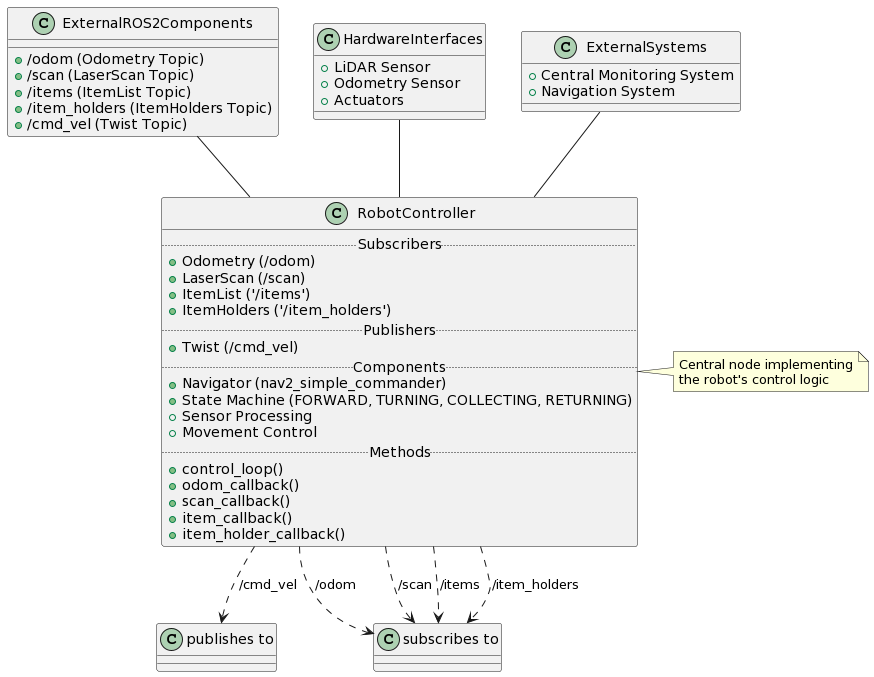 C ExternalROS2Components
/odom (Odometry Topic)
/scan (LaserScan Topic)
/items (ItemList Topic)
/item_holders (ItemHolders Topic)
/cmd_vel (Twist Topic)
C HardwareInterfaces
LiDAR Sensor
Odometry Sensor
Actuators
C ExternalSystems
Central Monitoring System
Navigation System
C RobotController
Subscribers
Odometry (/odom)
LaserScan (/scan)
ItemList ('/items')
ItemHolders ('/item_holders')
Publishers
Twist (/cmd_vel)
Components
Navigator (nav2_simple_commander)
State Machine (FORWARD, TURNING, COLLECTING, RETURNING)
Sensor Processing
Movement Control
Methods
control_loop()
odom_callback()
scan_callback()
item_callback()
item_holder_callback()
Central node implementing
the robot's control logic
/cmd_vel
/odom
/scan
/items
/item_holders
C publishes to
C subscribes to